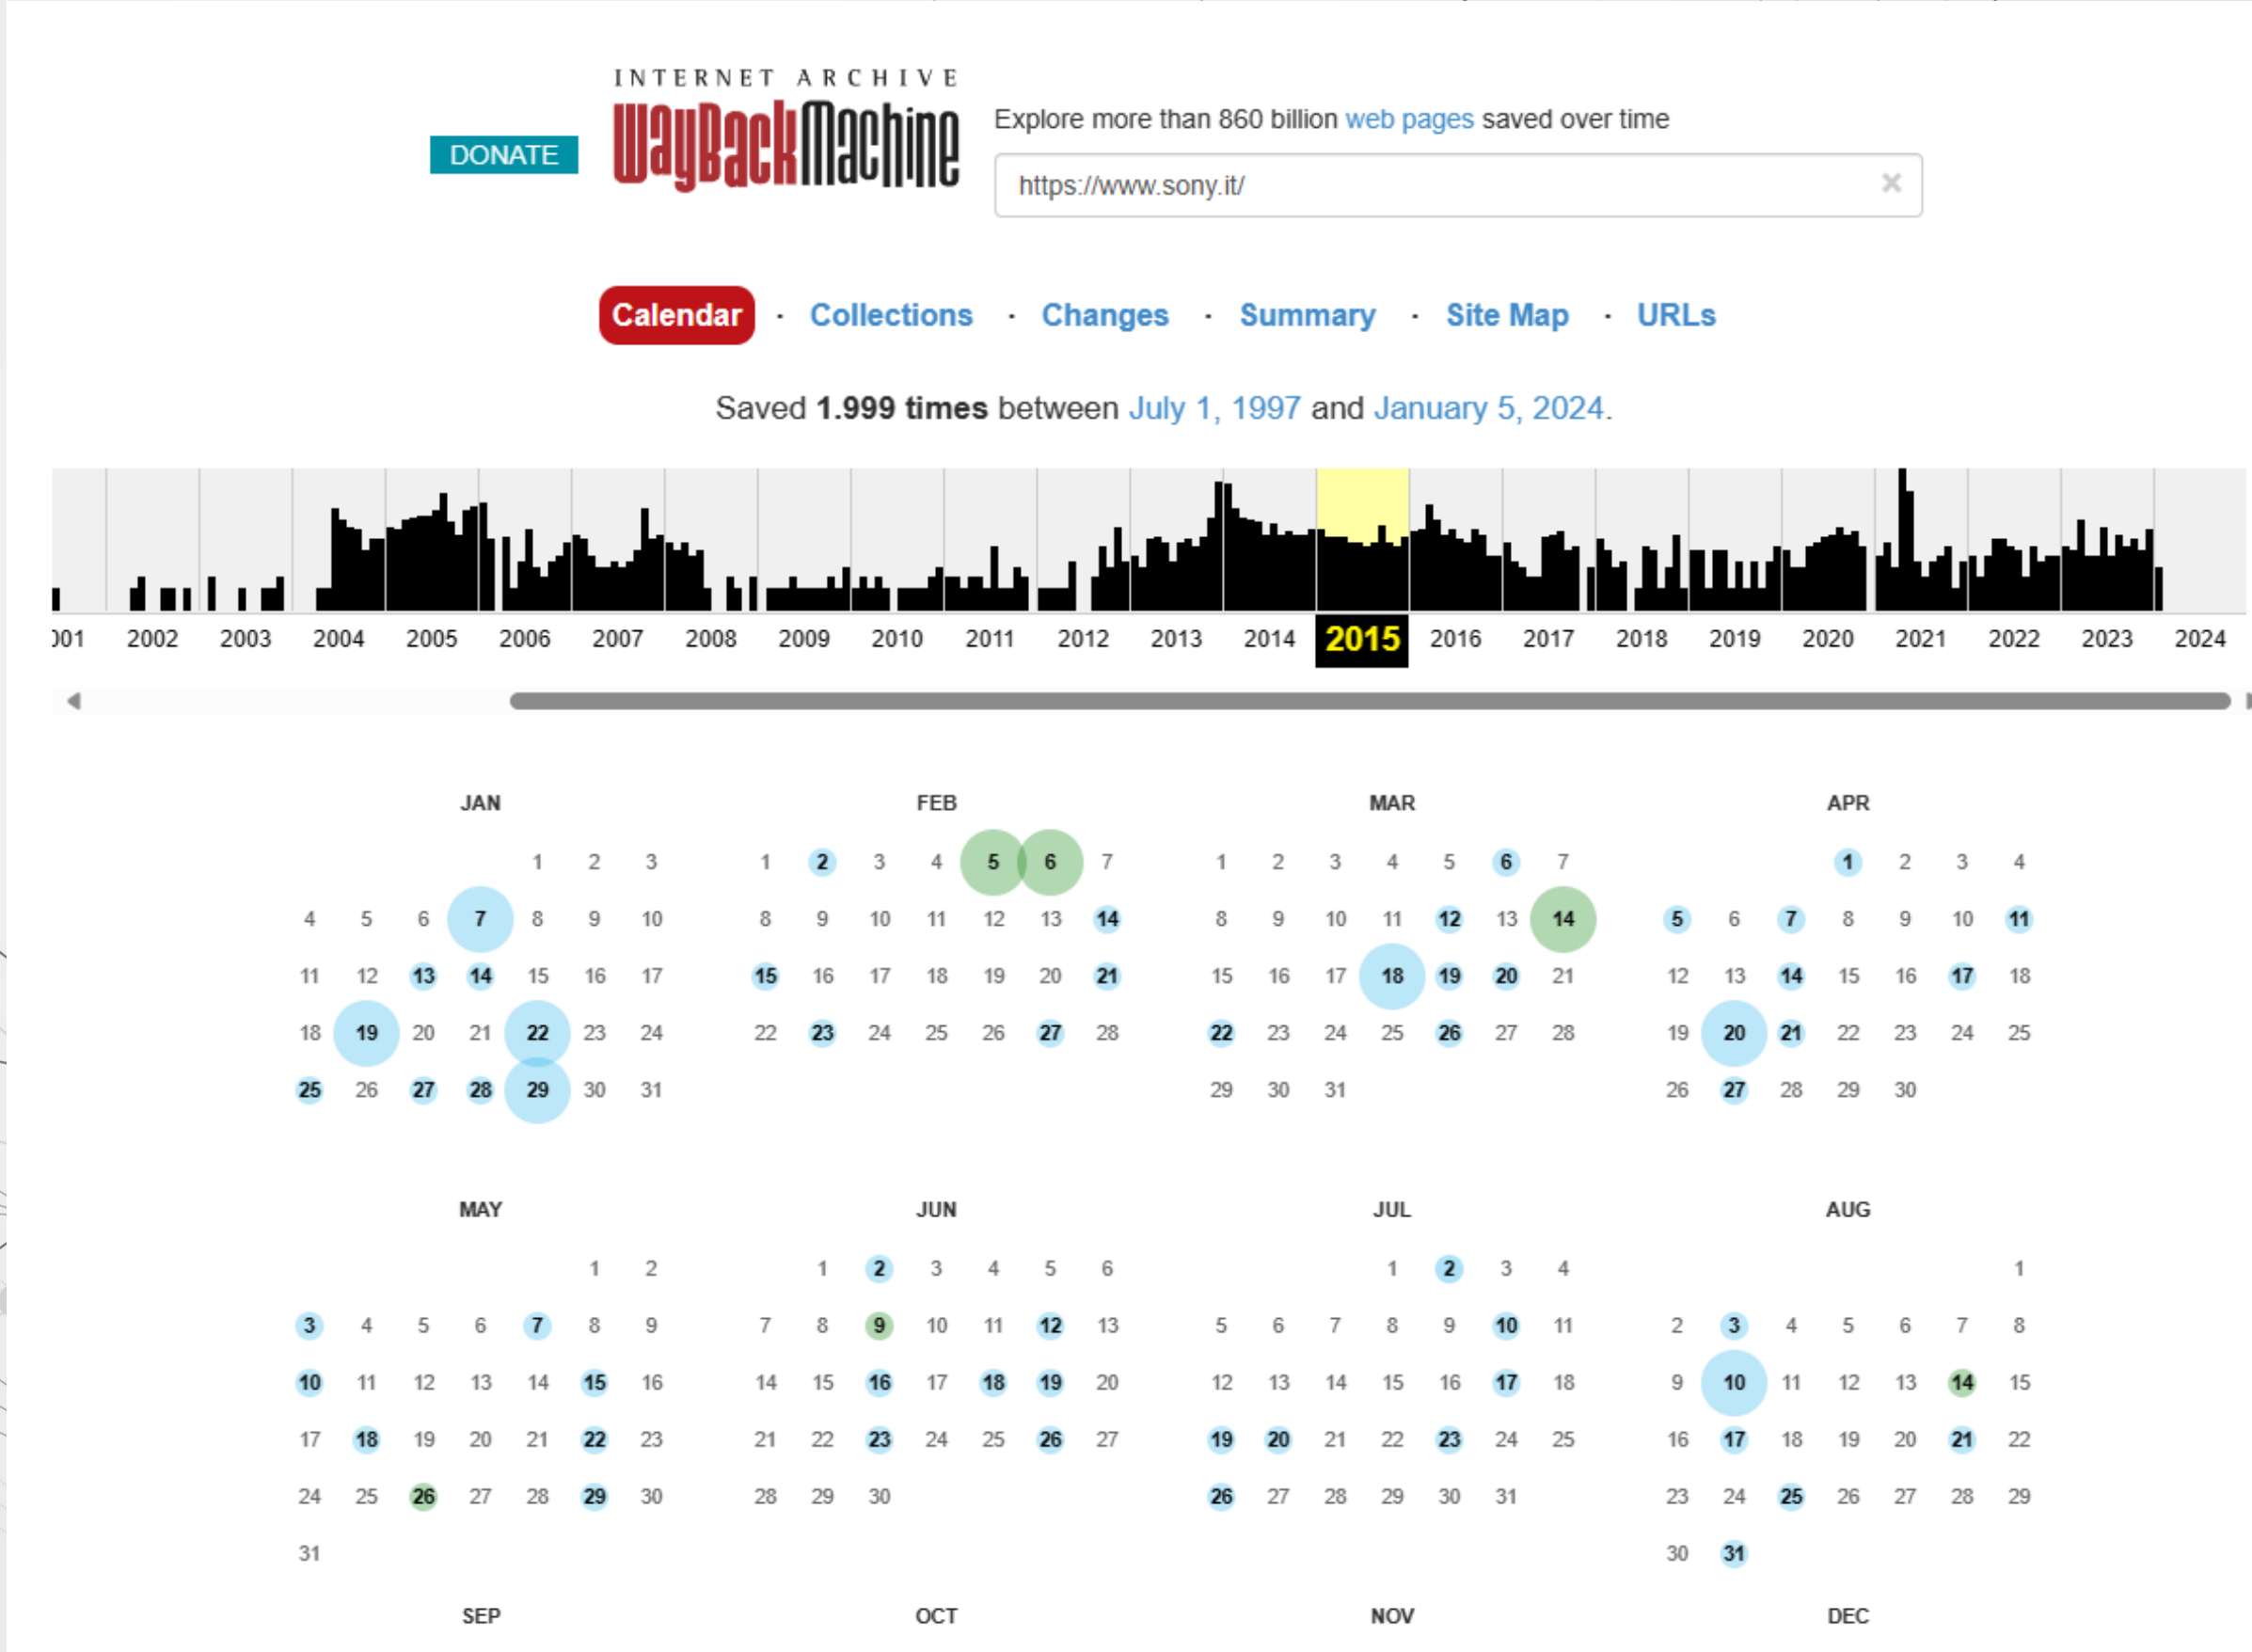 INTERNET ARCHIVE
WayBackMachine
DONATE
Explore more than 860 billion web pages saved over time
https://www.sony.it/
Calendar · Collections · Changes · Summary · Site Map · URLs
Saved 1.999 times between July 1, 1997 and January 5, 2024.
2002 2003 2004 2005 2006 2007 2008 2009 2010 2011 2012 2013 2014 2015 2016 2017 2018 2019 2020 2021 2022 2023 2024
JAN FEB MAR APR
1 2 3 1 2 3 4 5 6 7 1 2 3 4 5 6 7 1 2 3 4
4 5 6 7 8 9 10 8 9 10 11 12 13 14 8 9 10 11 12 13 14 5 6 7 8 9 10 11
11 12 13 14 15 16 17 15 16 17 18 19 20 21 15 16 17 18 19 20 21 12 13 14 15 16 17 18
18 19 20 21 22 23 24 22 23 24 25 26 27 28 22 23 24 25 26 27 28 19 20 21 22 23 24 25
25 26 27 28 29 30 31 29 30 31 26 27 28 29 30
MAY JUN JUL AUG
1 2 1 2 3 4 5 6 1 2 3 4 1
3 4 5 6 7 8 9 7 8 9 10 11 12 13 5 6 7 8 9 10 11 2 3 4 5 6 7 8
10 11 12 13 14 15 16 14 15 16 17 18 19 20 12 13 14 15 16 17 18 9 10 11 12 13 14 15
17 18 19 20 21 22 23 21 22 23 24 25 26 27 19 20 21 22 23 24 25 16 17 18 19 20 21 22
24 25 26 27 28 29 30 28 29 30 26 27 28 29 30 31 23 24 25 26 27 28 29
31 30 31
SEP OCT NOV DEC